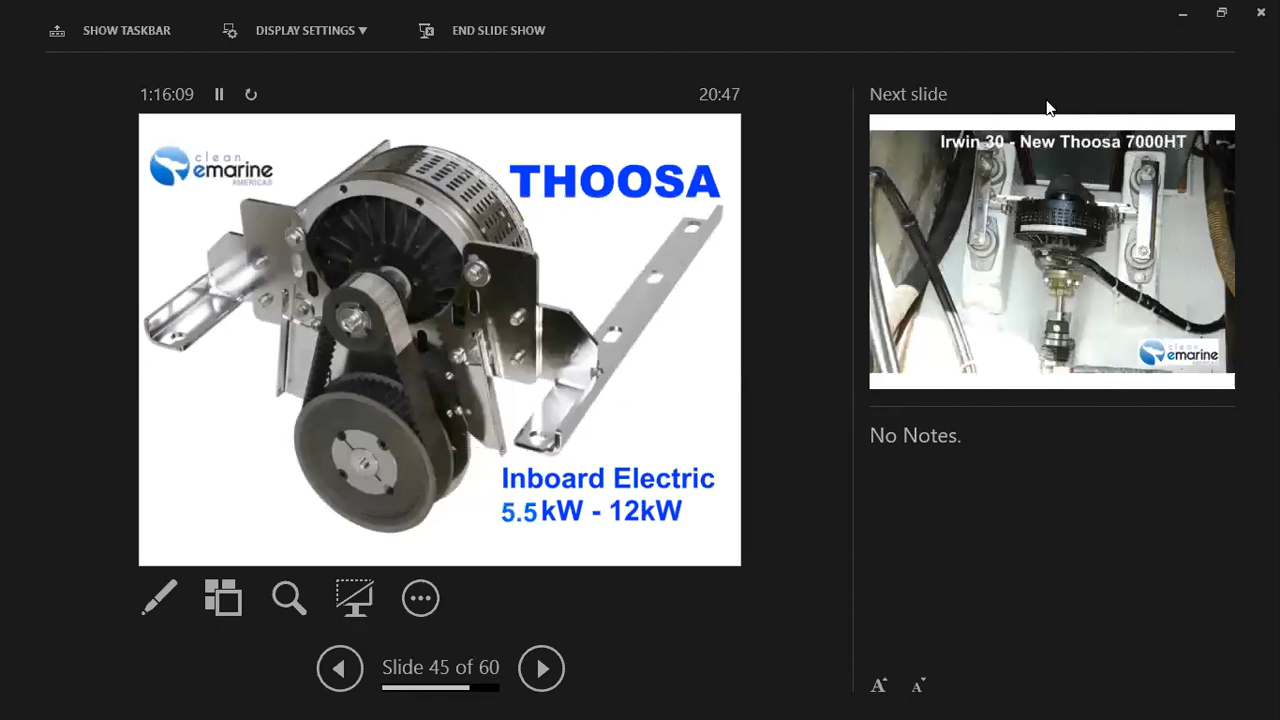 SHOW TASKBAR
DISPLAY SETTINGS ▼
END SLIDE SHOW
1:16:09
20:47
Next slide
clean
emarine
AMERICAS
THOOSA
Inboard Electric
5.5 kW - 12kW
Irwin 30 - New Thoosa 7000HT
clean
emarine
No Notes.
Slide 45 of 60
A
A